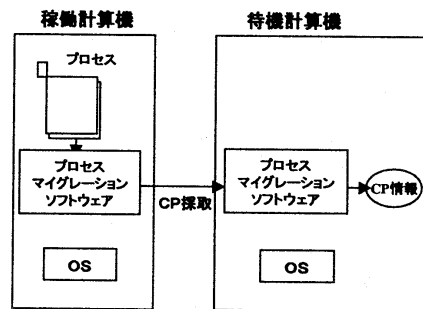 稼働計算機
待機計算機
プロセス
プロセス
マイグレーション
ソフトウェア
CP採取
プロセス
マイグレーション
ソフトウェア
CP情報
OS
OS